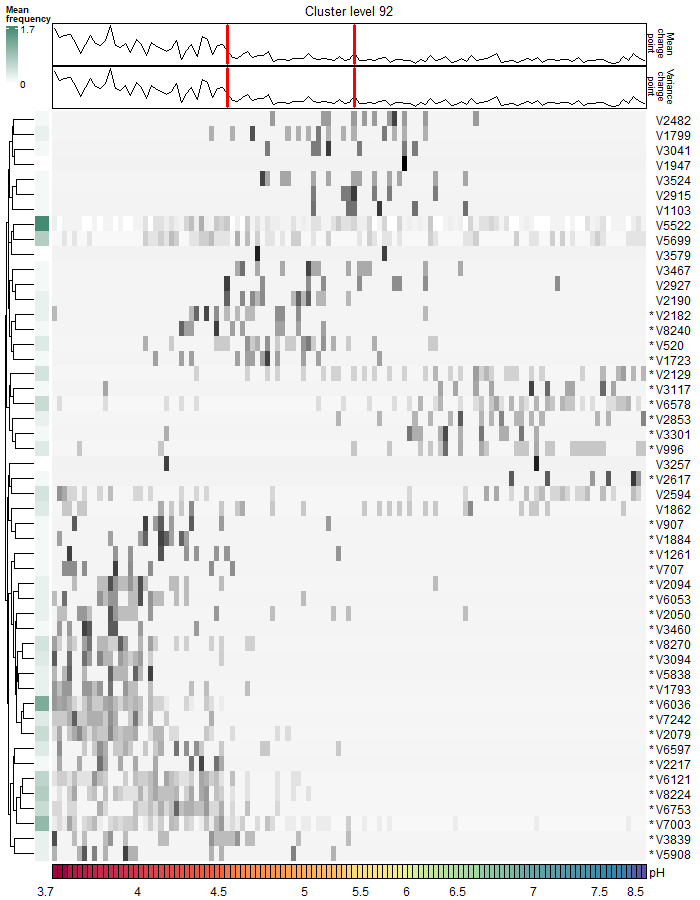 Cluster level 92
Mean
frequency
1.7
0
Mean
change
point
Variance
change
point
V2482
V1799
V3041
V1947
V3524
V2915
V1103
V5522
V5699
V3579
V3467
V2927
V2190
* V2182
* V8240
* V520
* V1723
* V2129
* V3117
* V6578
* V2853
* V3301
* V996
V3257
* V2617
V2594
V1862
* V907
* V1884
* V1261
* V707
* V2094
* V6053
* V2050
* V3460
* V8270
* V3094
* V5838
* V1793
* V6036
* V7242
* V2079
* V6597
* V2217
* V6121
* V8224
* V6753
* V7003
* V3839
* V5908
pH
3.7 4 4.5 5 5.5 6 6.5 7 7.5 8.5